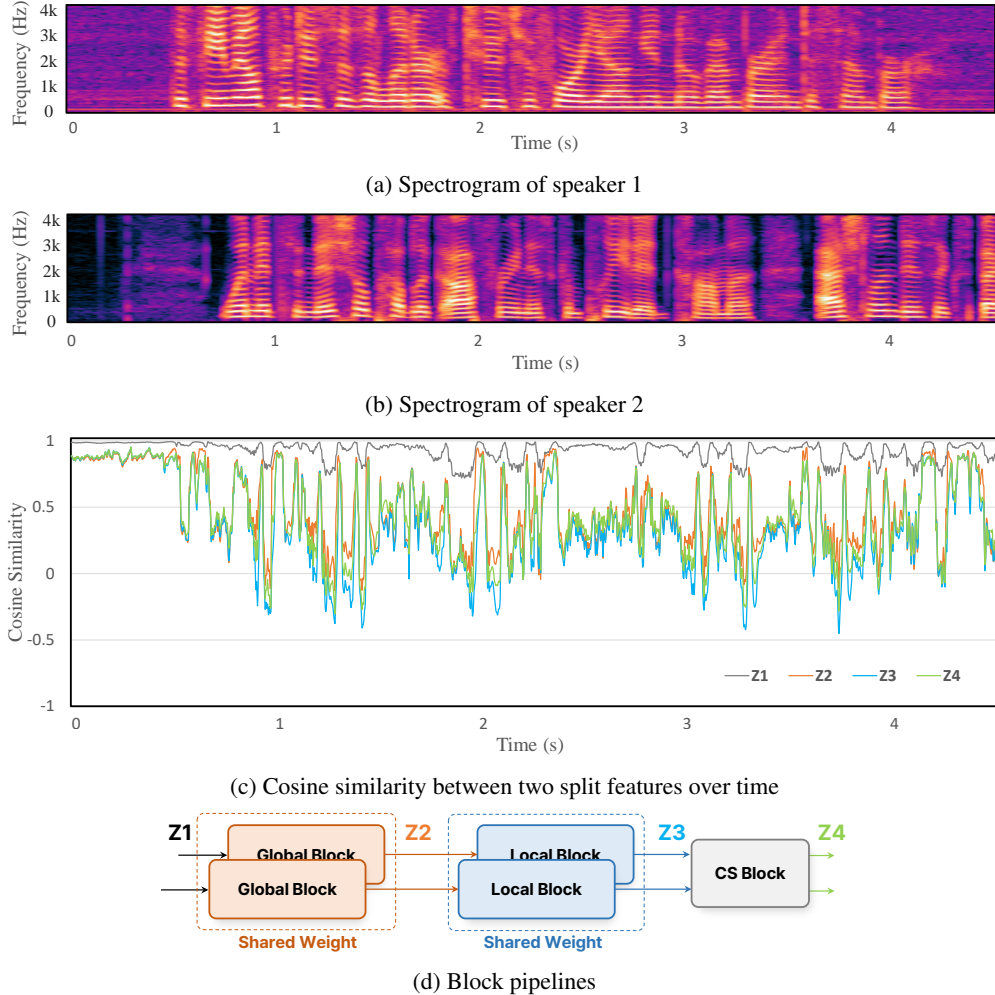 Frequency (Hz)
4k
3k
2k
1k
0
0 1 2 3 4
Time (s)
(a) Spectrogram of speaker 1
Frequency (Hz)
4k
3k
2k
1k
0
0 1 2 3 4
Time (s)
(b) Spectrogram of speaker 2
Cosine Similarity
1
0.5
0
-0.5
-1
Z1 Z2 Z3 Z4
0 1 2 3 4
Time (s)
(c) Cosine similarity between two split features over time
Z1 Z2 Z3 Z4
Global Block Local Block
CS Block
Global Block Local Block
Shared Weight Shared Weight
(d) Block pipelines